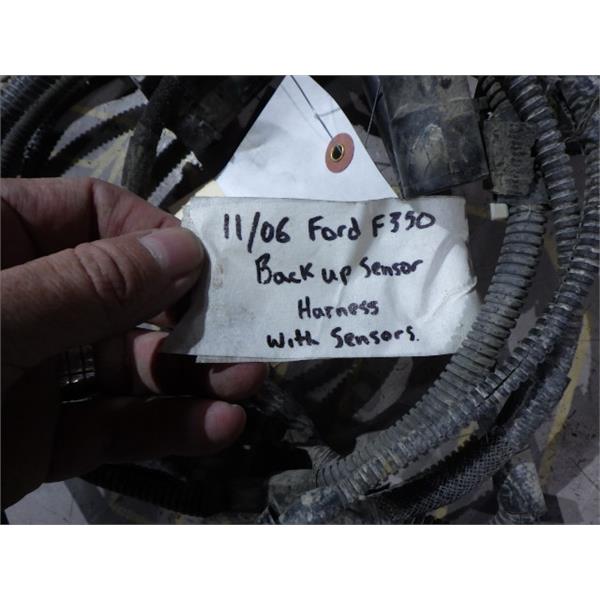 11/06 Ford F350
Back up Sensor
Harness
with Sensors.